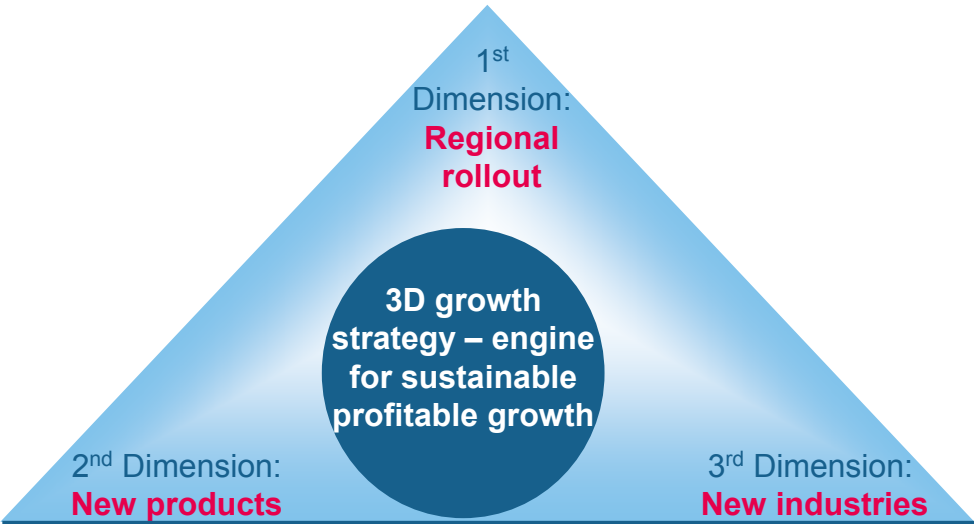 1st
Dimension:
Regional
rollout
3D growth
strategy – engine
for sustainable
profitable growth
2nd Dimension:
New products
3rd Dimension:
New industries